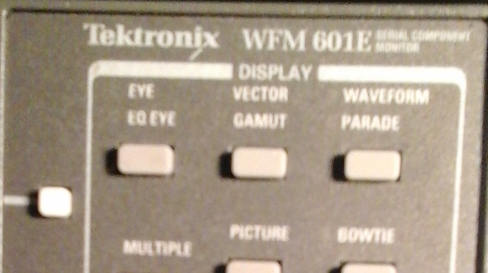 Tektronix WFM 601E SERIAL COMPONENT MONITOR
DISPLAY
EYE VECTOR WAVEFORM
EQ EYE GAMUT PARADE
MULTIPLE PICTURE BOWTIE